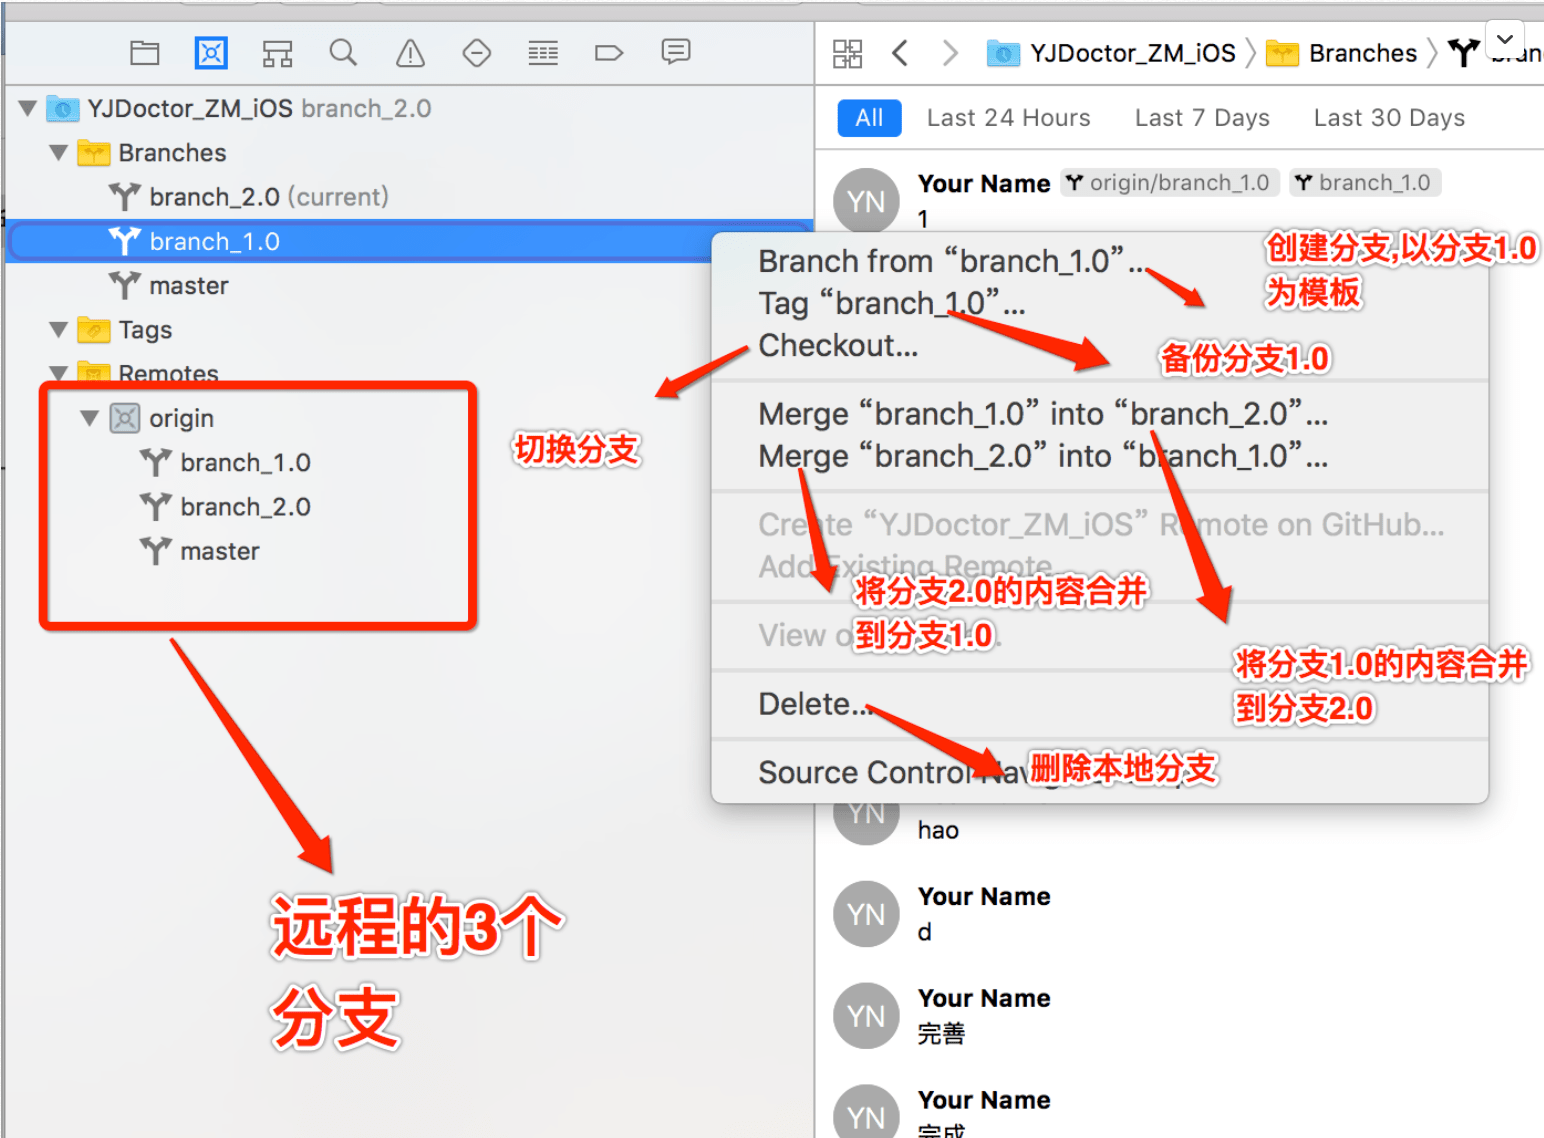 YJDoctor_ZM_iOS branch_2.0
Branches
branch_2.0 (current)
branch_1.0
master
Tags
Remotes
origin
branch_1.0
branch_2.0
master
远程的3个
分支
切换分支
YJDoctor_ZM_iOS
Branches
All
Last 24 Hours
Last 7 Days
Last 30 Days
YN
Your Name
origin/branch_1.0
branch_1.0
1
Branch from “branch_1.0”...
Tag “branch_1.0”...
Checkout...
创建分支,以分支1.0
为模板
备份分支1.0
Merge “branch_1.0” into “branch_2.0”...
Merge “branch_2.0” into “branch_1.0”...
Create “YJDoctor_ZM_iOS” Remote on GitHub...
Add Existing Remote
View
将分支2.0的内容合并
到分支1.0
将分支1.0的内容合并
到分支2.0
Delete...
Source Control
删除本地分支
YN
hao
YN
Your Name
d
YN
Your Name
完善
YN
Your Name
完成